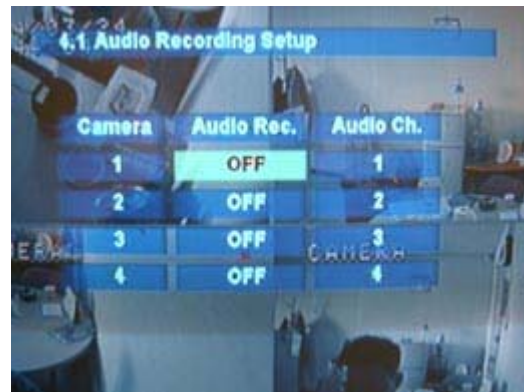 4.1 Audio Recording Setup
Camera Audio Rec. Audio Ch.
1 OFF 1
2 OFF 2
3 OFF 3
CAMERA
4 OFF 4